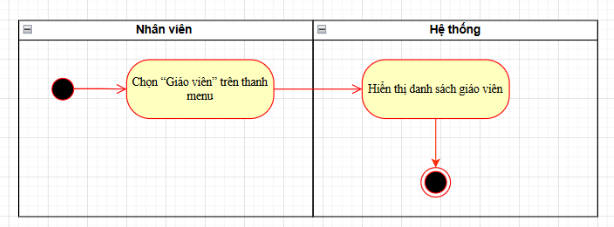 Nhân viên
Hệ thống
Chọn “Giáo viên” trên thanh
menu
Hiển thị danh sách giáo viên